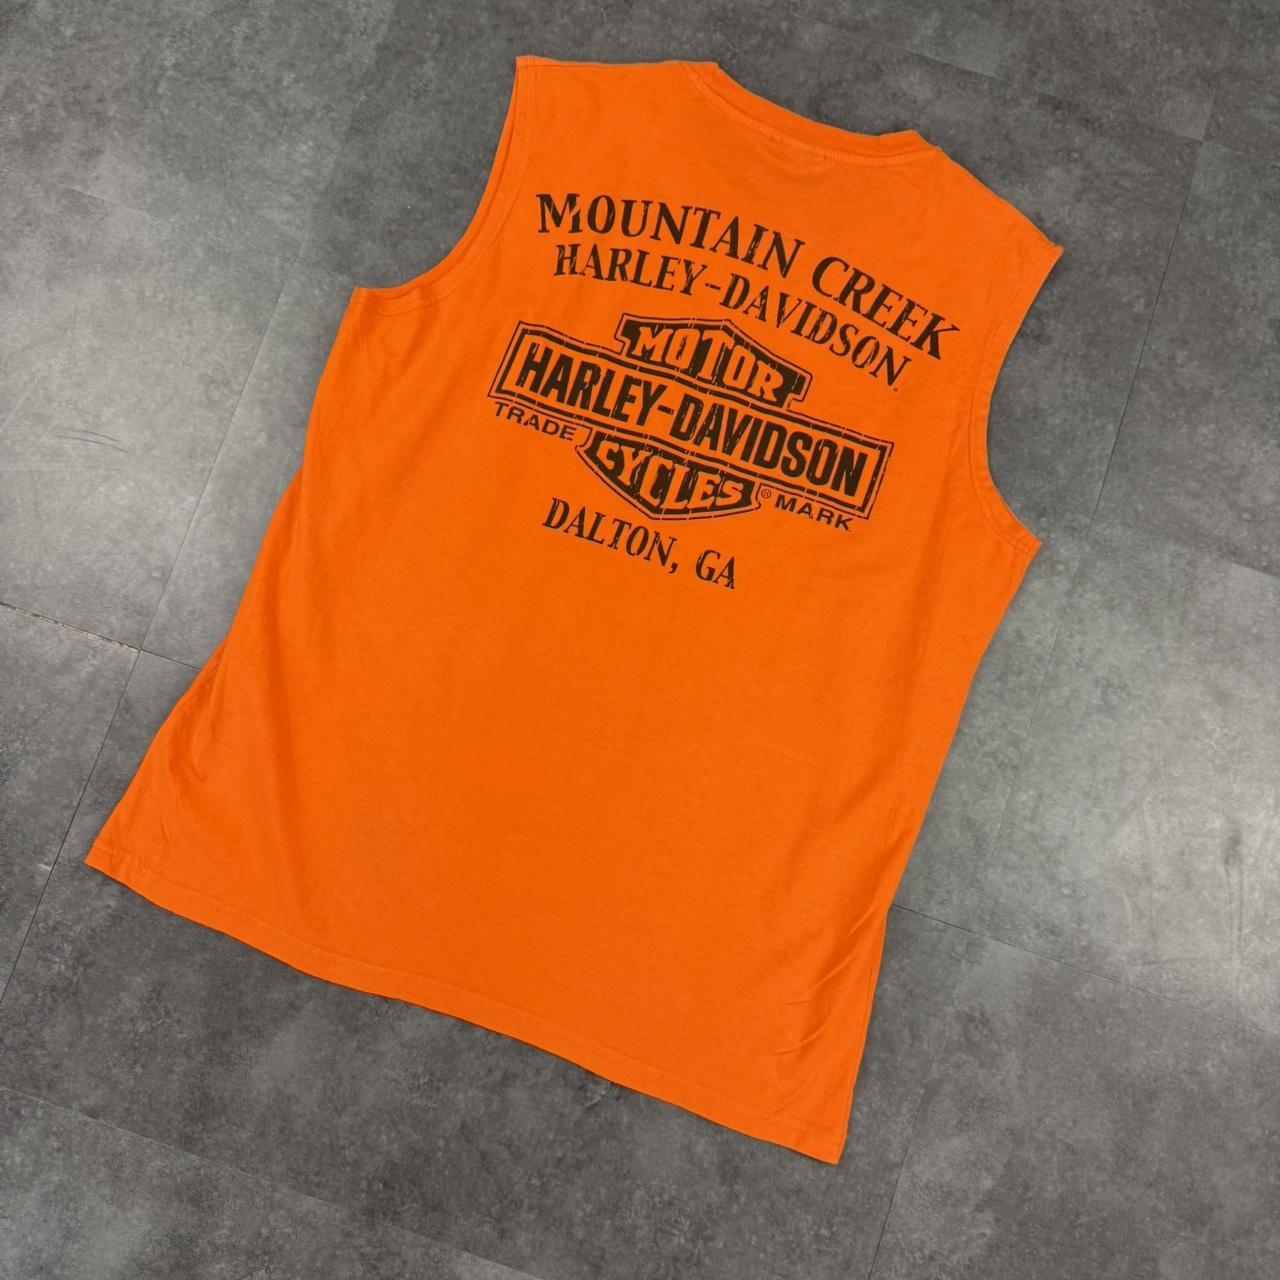 MOUNTAIN CREEK
HARLEY-DAVIDSON
MOTOR
HARLEY-DAVIDSON
TRADE CYCLES ® MARK
DALTON, GA